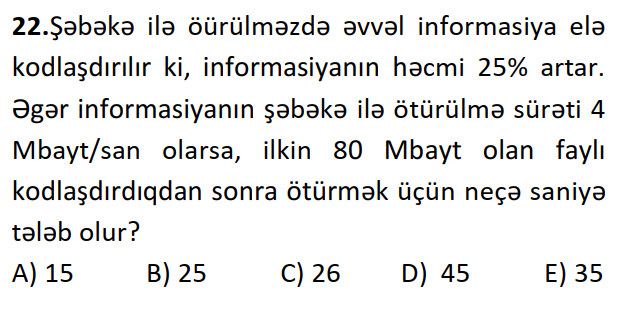 22.Şəbəkə ilə öürülməzdə əvvəl informasiya elə
kodlaşdırılır ki, informasiyanın həcmi 25% artar.
Əgər informasiyanın şəbəkə ilə ötürülmə sürəti 4
Mbayt/san olarsa, ilkin 80 Mbayt olan faylı
kodlaşdırdıqdan sonra ötürmək üçün neçə saniyə
tələb olur?
A) 15 B) 25 C) 26 D) 45 E) 35